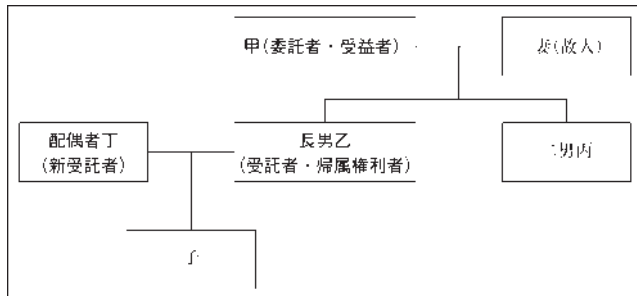 甲(委託者・受益者)
妻(故人)
配偶者丁
(新受託者)
長男乙
(受託者・帰属権利者)
二男丙
子